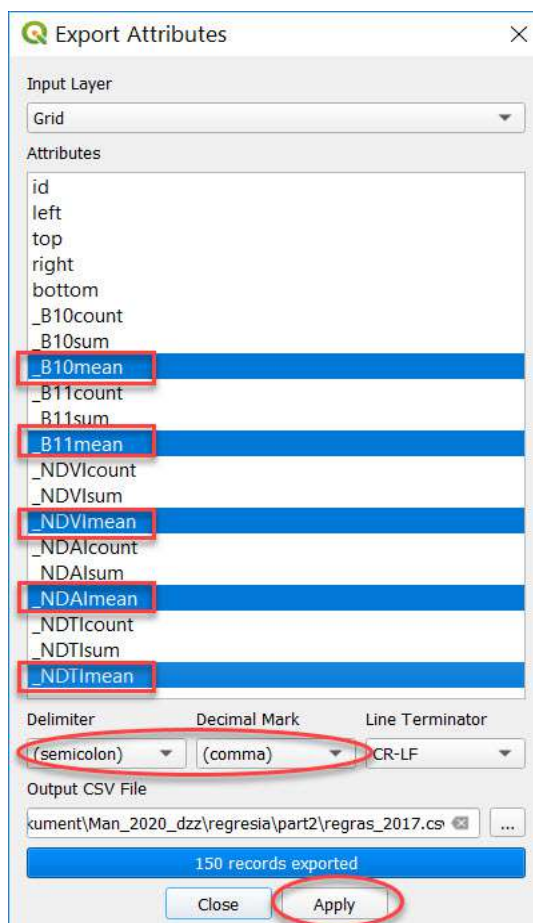 Export Attributes
Input Layer
Grid
Attributes
id
left
top
right
bottom
_B10count
_B10sum
_B10mean
_B11count
_B11sum
_B11mean
_NDVIcount
_NDVIsum
_NDVImean
_NDAIcount
_NDAIsum
_NDAImean
_NDTIcount
_NDTIsum
_NDTImean
Delimiter Decimal Mark Line Terminator
(semicolon) (comma) CR-LF
Output CSV File
kument\Man_2020_dzz\regresia\part2\regras_2017.csv ...
150 records exported
Close Apply